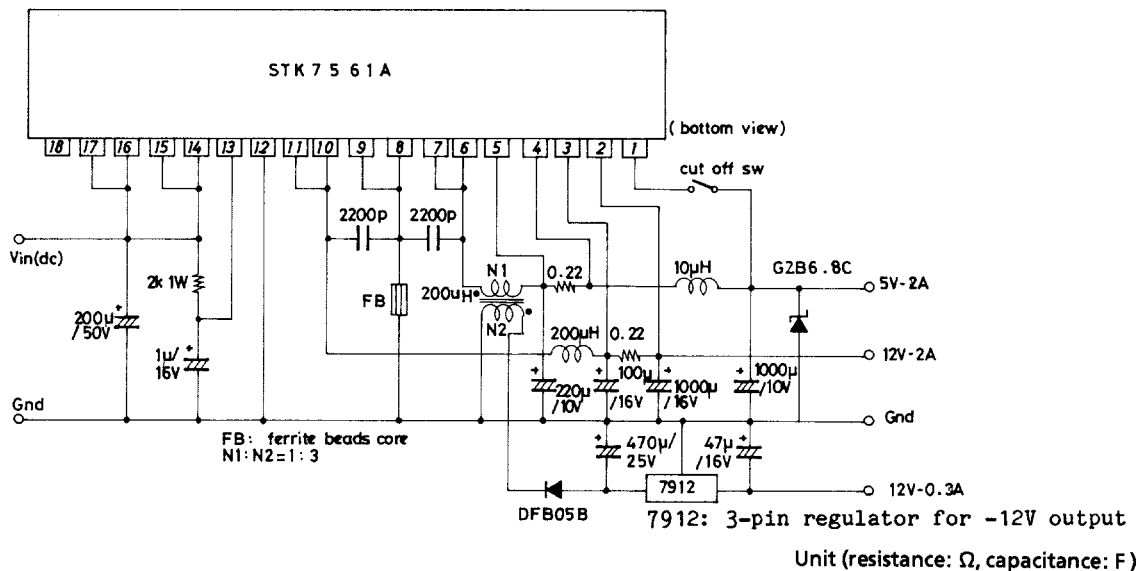 STK7561A
(bottom view)
18 17 16 15 14 13 12 11 10 9 8 7 6 5 4 3 2 1
cut off sw
2200p 2200p
Vin(dc)
N1 0.22 10μH GZB6.8C
2k 1W
FB
200uH
5V-2A
N2
200μ
/50V
200μH 0.22
1μ/
16V
12V-2A
220μ
/10V
100μ
/16V
1000μ
16V
1000μ
/10V
Gnd
Gnd
FB: ferrite beads core
N1:N2=1:3
470μ/
25V
47μ
/16V
7912
12V-0.3A
DFB05B
7912: 3-pin regulator for -12V output
Unit (resistance: Ω, capacitance: F)